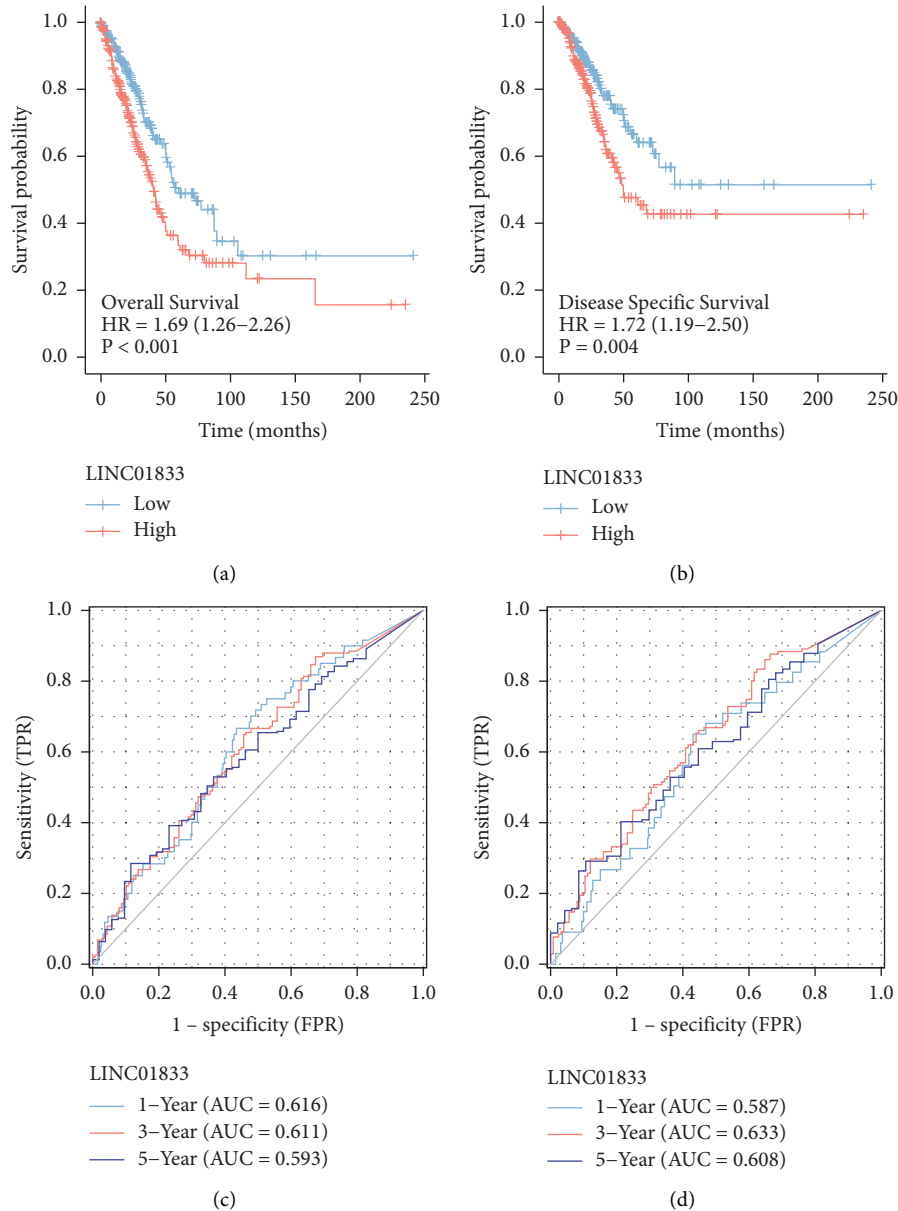 Survival probability
1.0
0.8
0.6
0.4
0.2
0.0
Overall Survival
HR = 1.69 (1.26−2.26)
P < 0.001
0 50 100 150 200 250
Time (months)
LINC01833
Low
High
(a)
Survival probability
1.0
0.8
0.6
0.4
0.2
0.0
Disease Specific Survival
HR = 1.72 (1.19−2.50)
P = 0.004
0 50 100 150 200 250
Time (months)
LINC01833
Low
High
(b)
Sensitivity (TPR)
1.0
0.8
0.6
0.4
0.2
0.0
0.0 0.2 0.4 0.6 0.8 1.0
1 − specificity (FPR)
LINC01833
1−Year (AUC = 0.616)
3−Year (AUC = 0.611)
5−Year (AUC = 0.593)
(c)
Sensitivity (TPR)
1.0
0.8
0.6
0.4
0.2
0.0
0.0 0.2 0.4 0.6 0.8 1.0
1 − specificity (FPR)
LINC01833
1−Year (AUC = 0.587)
3−Year (AUC = 0.633)
5−Year (AUC = 0.608)
(d)